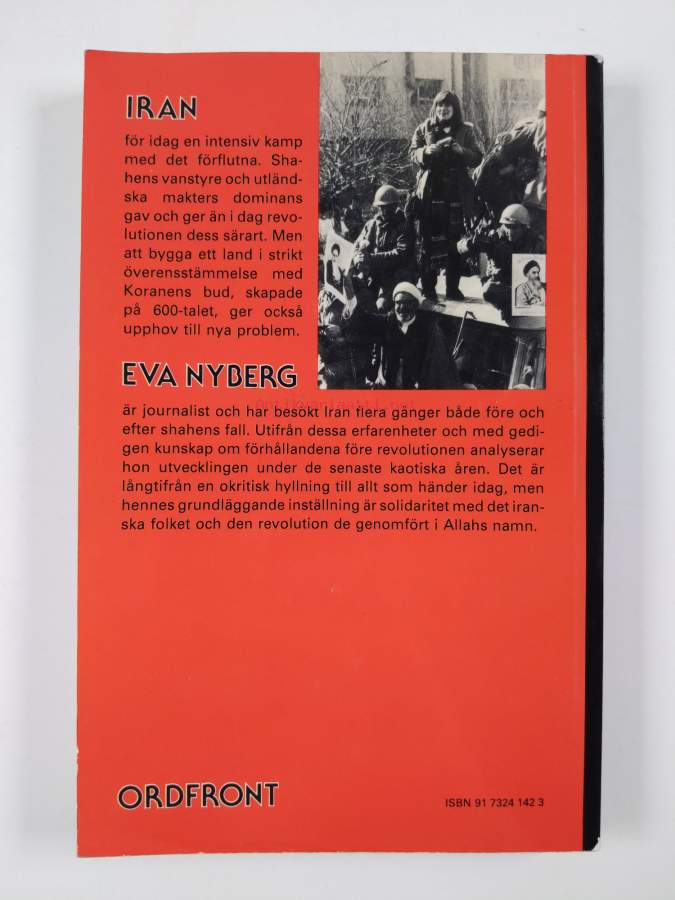 IRAN
för idag en intensiv kamp
med det förflutna. Sha-
hens vanstyre och utländ-
ska makters dominans
gav och ger än i dag revo-
lutionen dess särart. Men
att bygga ett land i strikt
överensstämmelse med
Koranens bud, skapade
på 600-talet, ger också
upphov till nya problem.
EVA NYBERG
är journalist och har besökt Iran flera gånger både före och
efter shahens fall. Utifrån dessa erfarenheter och med gedi-
gen kunskap om förhållandena före revolutionen analyserar
hon utvecklingen under de senaste kaotiska åren. Det är
långtifrån en okritisk hyllning till allt som händer idag, men
hennes grundläggande inställning är solidaritet med det iran-
ska folket och den revolution de genomfört i Allahs namn.
ORDFRONT
ISBN 91 7324 142 3